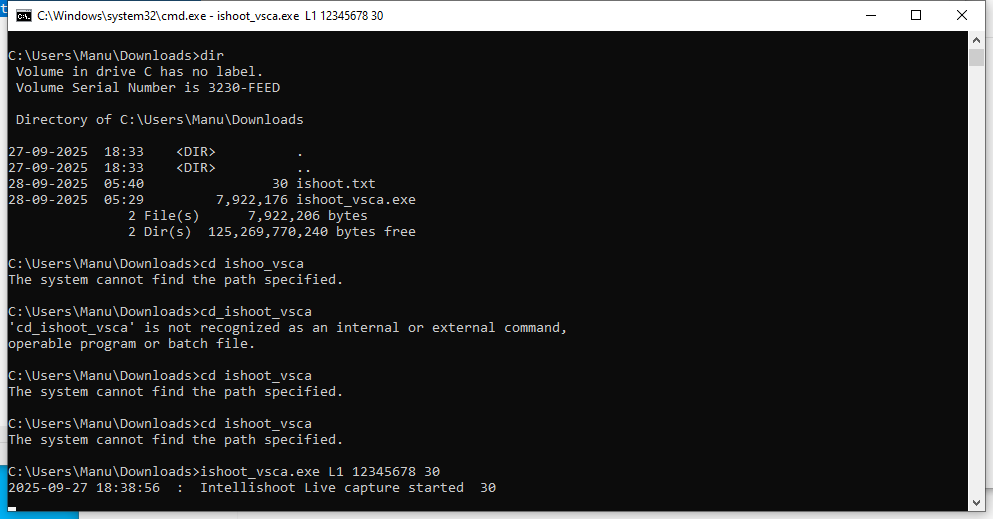 C:\Windows\system32\cmd.exe - ishoot_vsca.exe  L1 12345678 30
C:\Users\Manu\Downloads>dir
 Volume in drive C has no label.
 Volume Serial Number is 3230-FEED
 Directory of C:\Users\Manu\Downloads
27-09-2025  18:33    <DIR>          .
27-09-2025  18:33    <DIR>          ..
28-09-2025  05:40                30 ishoot.txt
28-09-2025  05:29         7,922,176 ishoot_vsca.exe
               2 File(s)      7,922,206 bytes
               2 Dir(s)  125,269,770,240 bytes free
C:\Users\Manu\Downloads>cd ishoo_vsca
The system cannot find the path specified.
C:\Users\Manu\Downloads>cd_ishoot_vsca
'cd_ishoot_vsca' is not recognized as an internal or external command,
operable program or batch file.
C:\Users\Manu\Downloads>cd ishoot_vsca
The system cannot find the path specified.
C:\Users\Manu\Downloads>cd ishoot_vsca
The system cannot find the path specified.
C:\Users\Manu\Downloads>ishoot_vsca.exe L1 12345678 30
2025-09-27 18:38:56  :  Intellishoot Live capture started  30